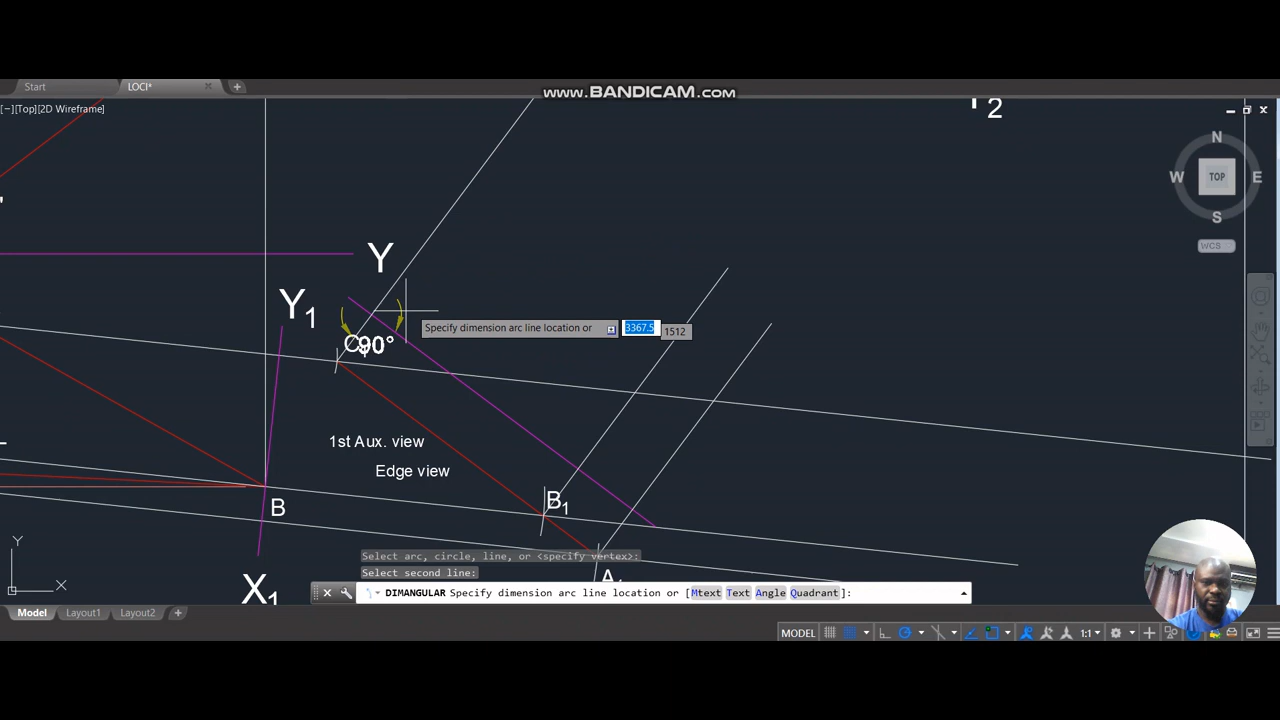 Start
LOCI*
www.BANDICAM.com
[−][Top][2D Wireframe]
2
N
W
TOP
E
S
WCS
Y
Y1
Specify dimension arc line location or
3367.5
1512
90°
1st Aux. view
Edge view
B1
B
X1
Select arc, circle, line, or <specify vertex>:
Select second line:
DIMANGULAR Specify dimension arc line location or [Mtext Text Angle Quadrant]:
Y
X
Model
Layout1
Layout2
MODEL
1:1